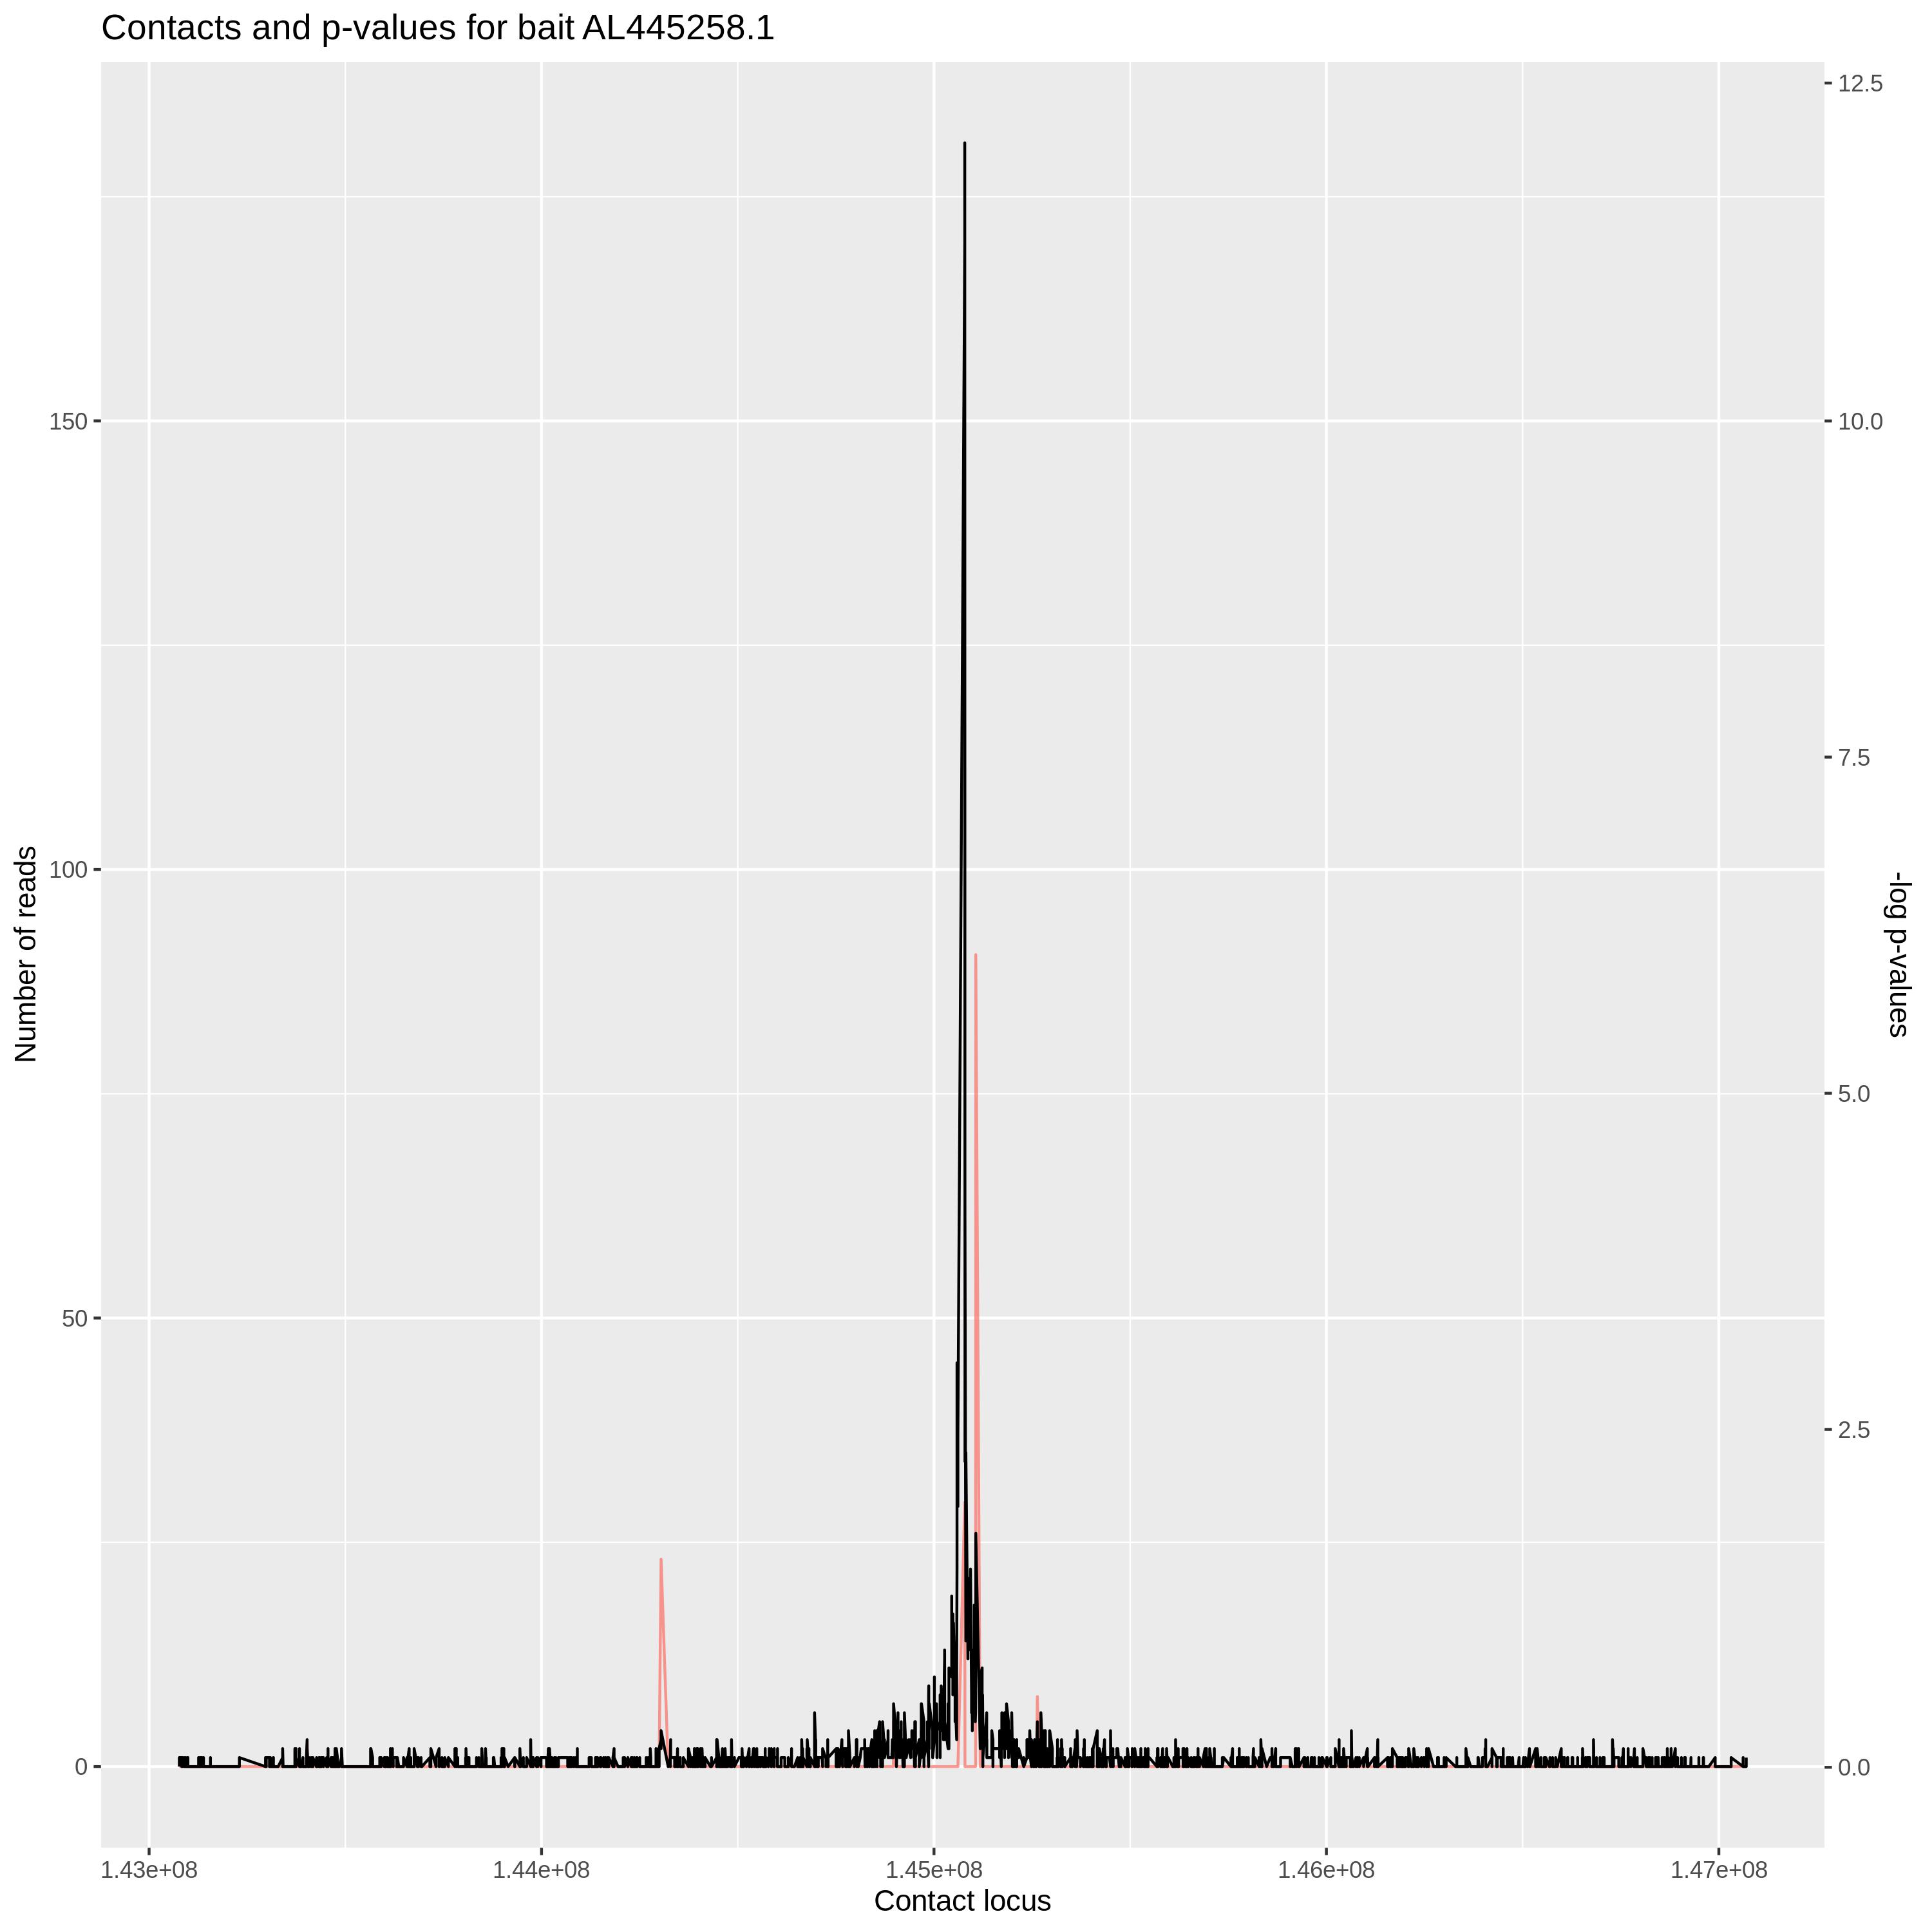 Contacts and p-values for bait AL445258.1
12.5
150
10.0
7.5
100
Number of reads
-log p-values
5.0
50
2.5
0
0.0
1.43e+08
1.44e+08
1.45e+08
1.46e+08
1.47e+08
Contact locus